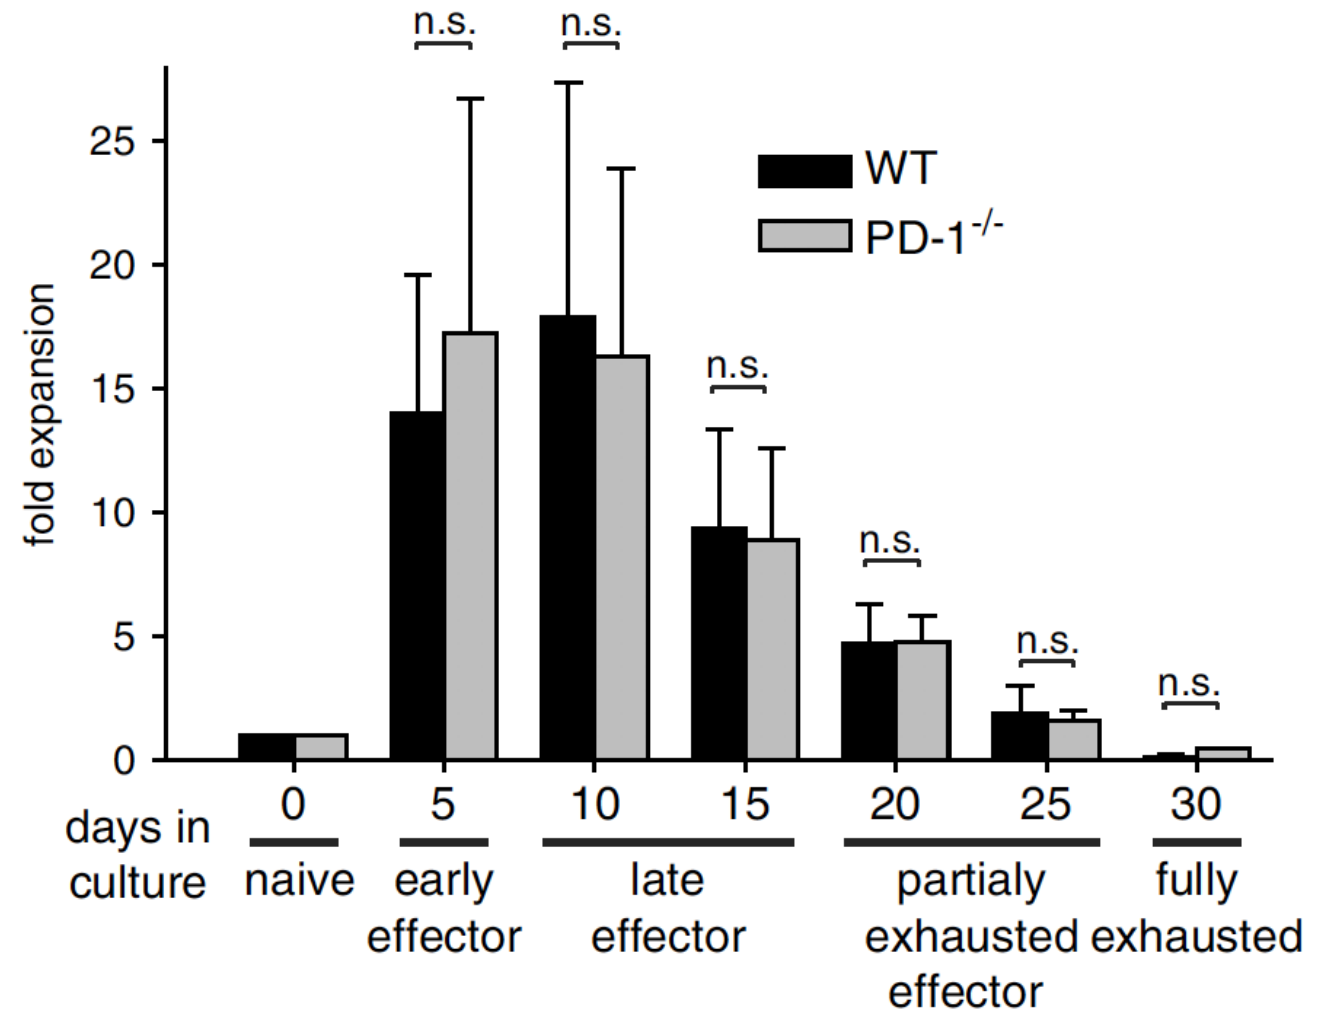 n.s.
n.s.
25
WT
PD-1-/-
20
fold expansion
15
n.s.
10
n.s.
5
n.s.
n.s.
0
0 5 10 15 20 25 30
days in
culture
naive early late partialy fully
effector effector exhausted exhausted
effector